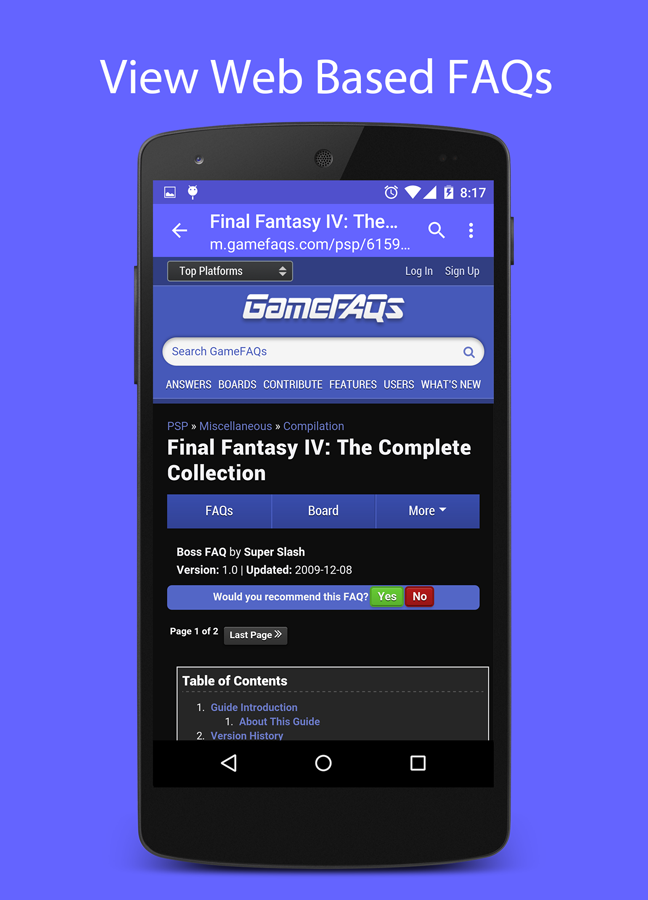 View Web Based FAQs
8:17
Final Fantasy IV: The...
m.gamefaqs.com/psp/6159...
Top Platforms
Log In Sign Up
GameFAQs
Search GameFAQs
ANSWERS BOARDS CONTRIBUTE FEATURES USERS WHAT'S NEW
PSP » Miscellaneous » Compilation
Final Fantasy IV: The Complete
Collection
FAQs Board More
Boss FAQ by Super Slash
Version: 1.0 | Updated: 2009-12-08
Would you recommend this FAQ? Yes No
Page 1 of 2 Last Page »
Table of Contents
1. Guide Introduction
1. About This Guide
2. Version History